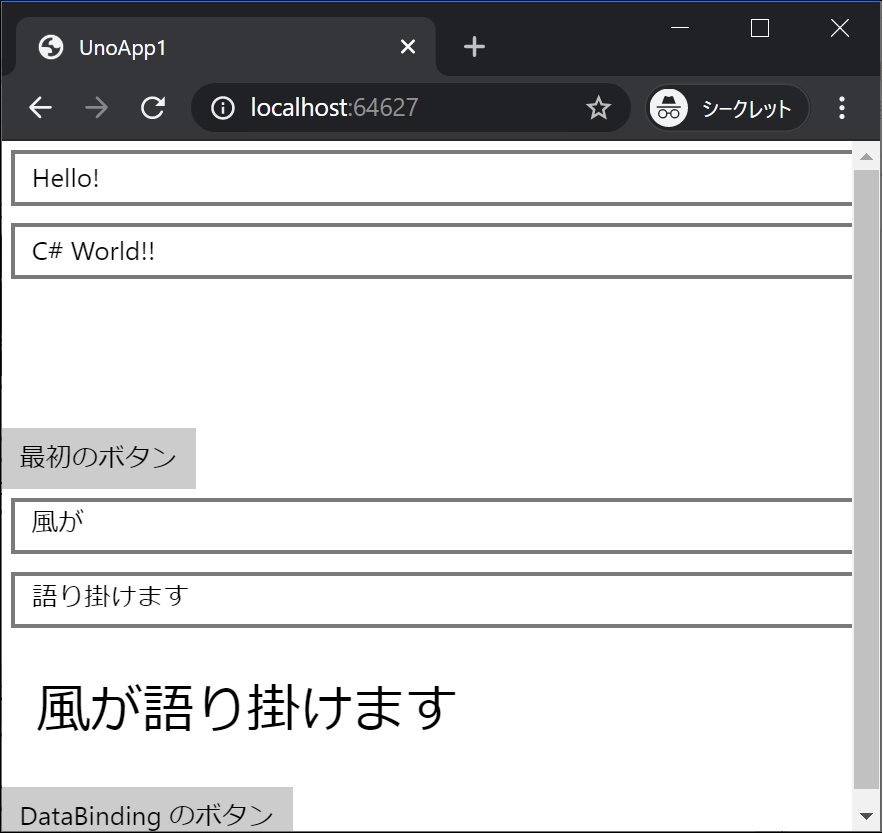 UnoApp1
localhost:64627
シークレット
Hello!
C# World!!
最初のボタン
風が
語り掛けます
風が語り掛けます
DataBinding のボタン